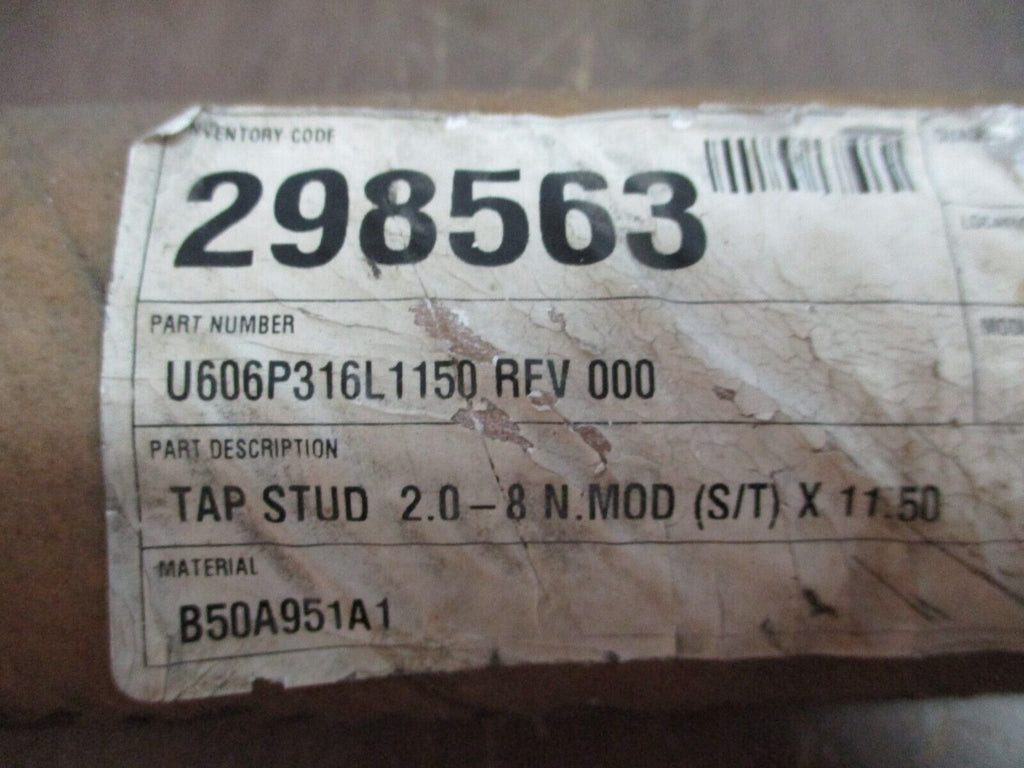 INVENTORY CODE
298563
PART NUMBER
U606P316L1150 REV 000
PART DESCRIPTION
TAP STUD 2.0-8 N.MOD (S/T) X 11.50
MATERIAL
B50A951A1